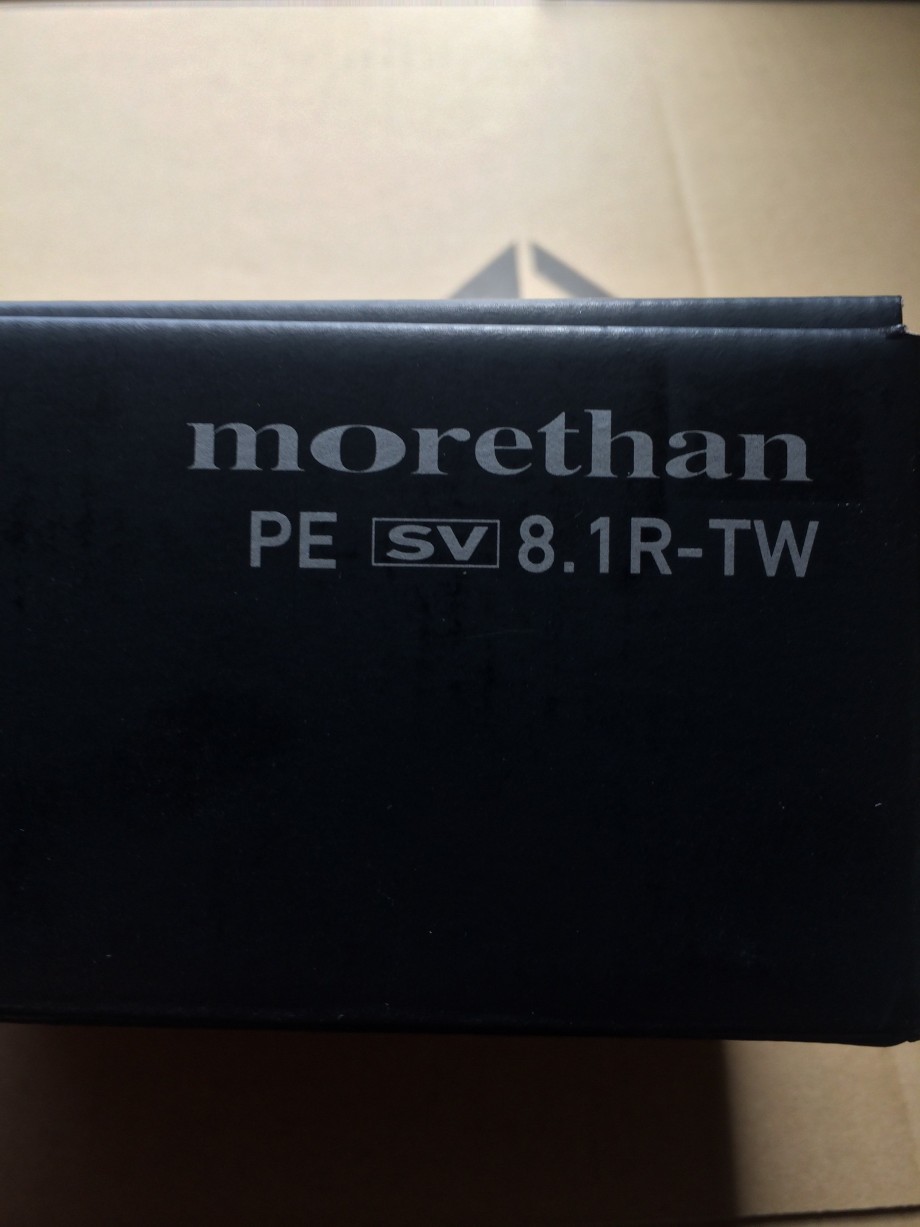 morethan
PE SV 8.1R-TW